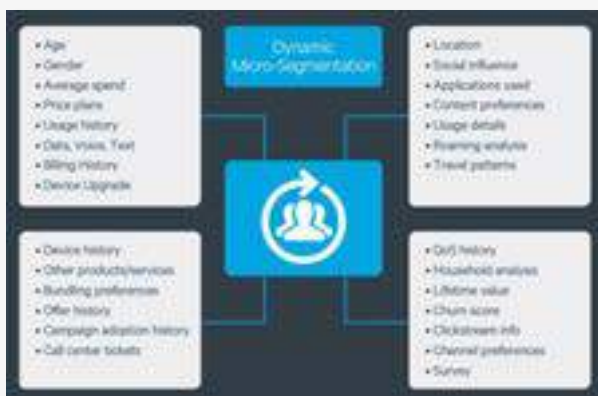 • Age
• Gender
• Average spend
• Price plans
• Usage history
• Data, Voice, Text
• Billing History
• Device Upgrade
Dynamic
Micro-Segmentation
• Location
• Social influence
• Applications used
• Content preferences
• Usage details
• Roaming analysis
• Travel patterns
• Device history
• Other products/services
• Bundling preferences
• Offer history
• Campaign adoption history
• Call center tickets
• QoS history
• Household analysis
• Lifetime value
• Churn score
• Clickstream info
• Channel preferences
• Survey